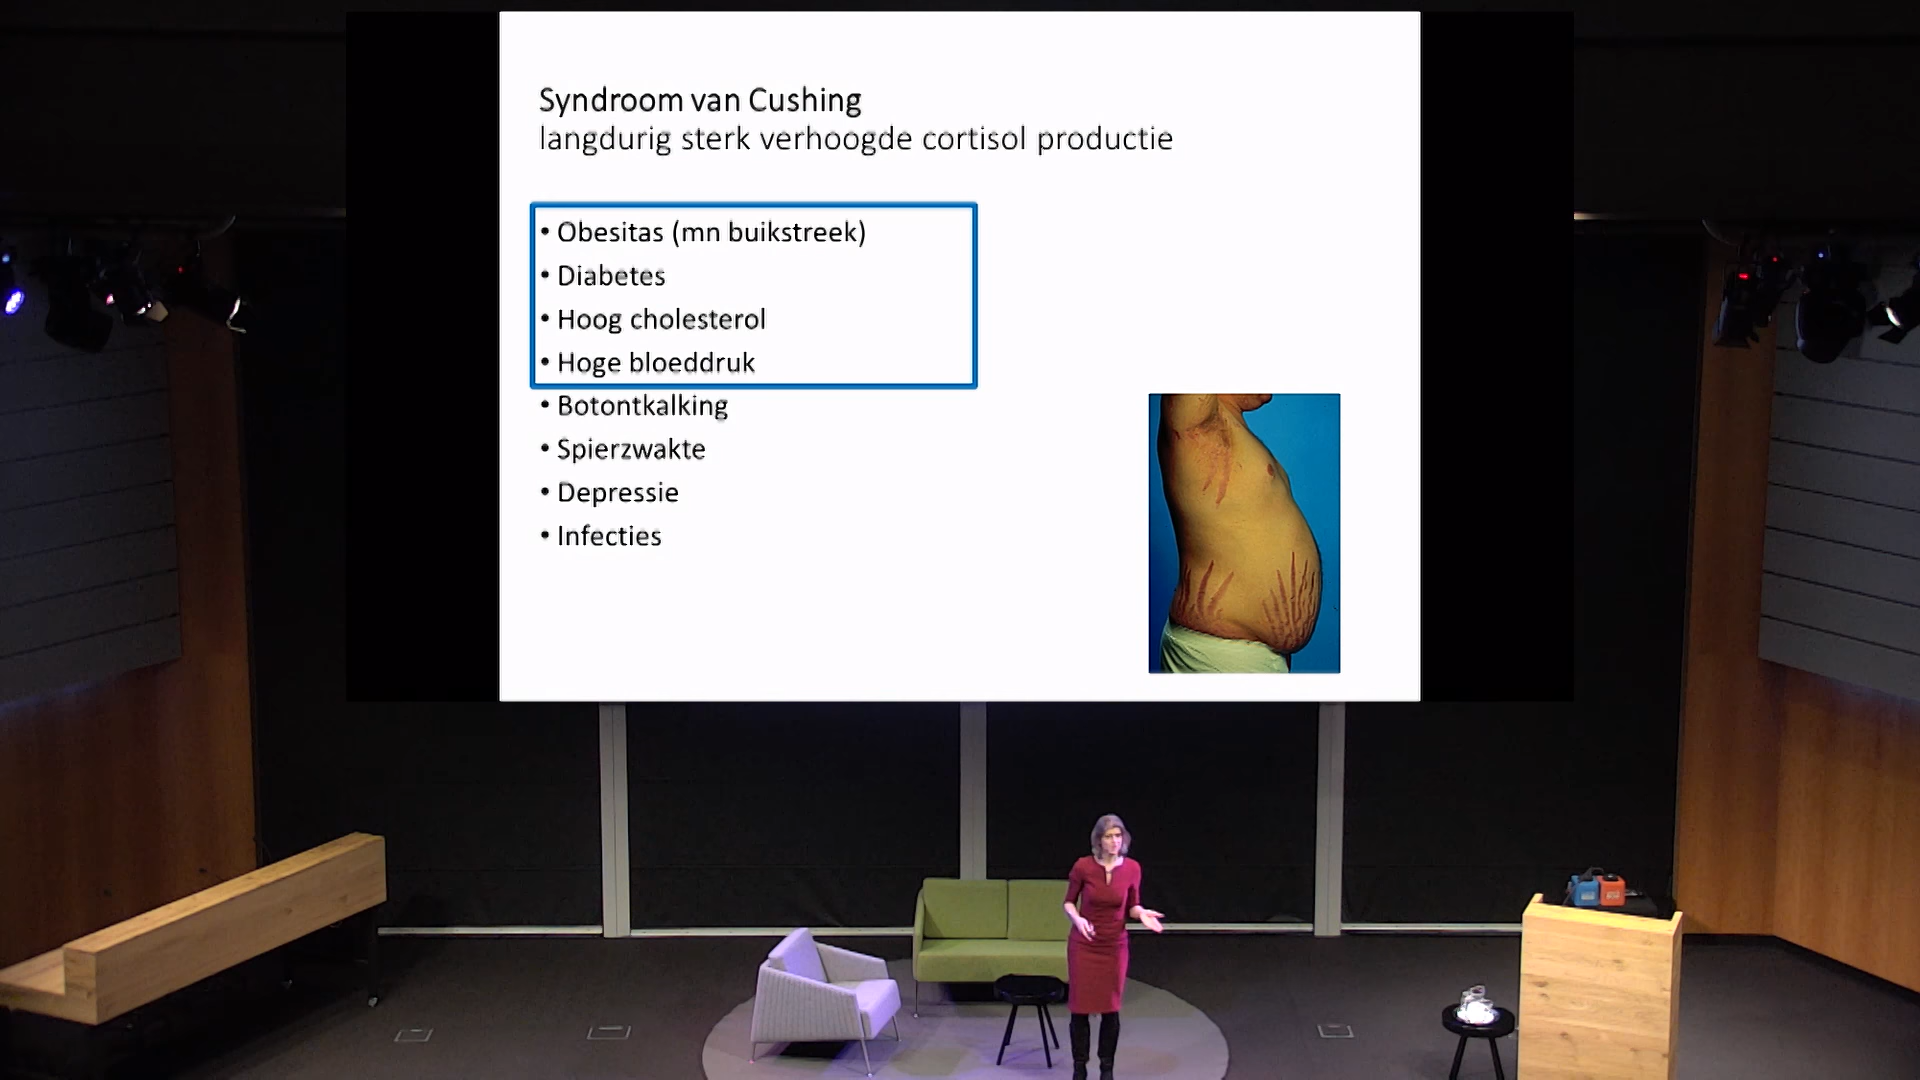 Syndroom van Cushing
langdurig sterk verhoogde cortisol productie
• Obesitas (mn buikstreek)
• Diabetes
• Hoog cholesterol
• Hoge bloeddruk
• Botontkalking
• Spierzwakte
• Depressie
• Infecties